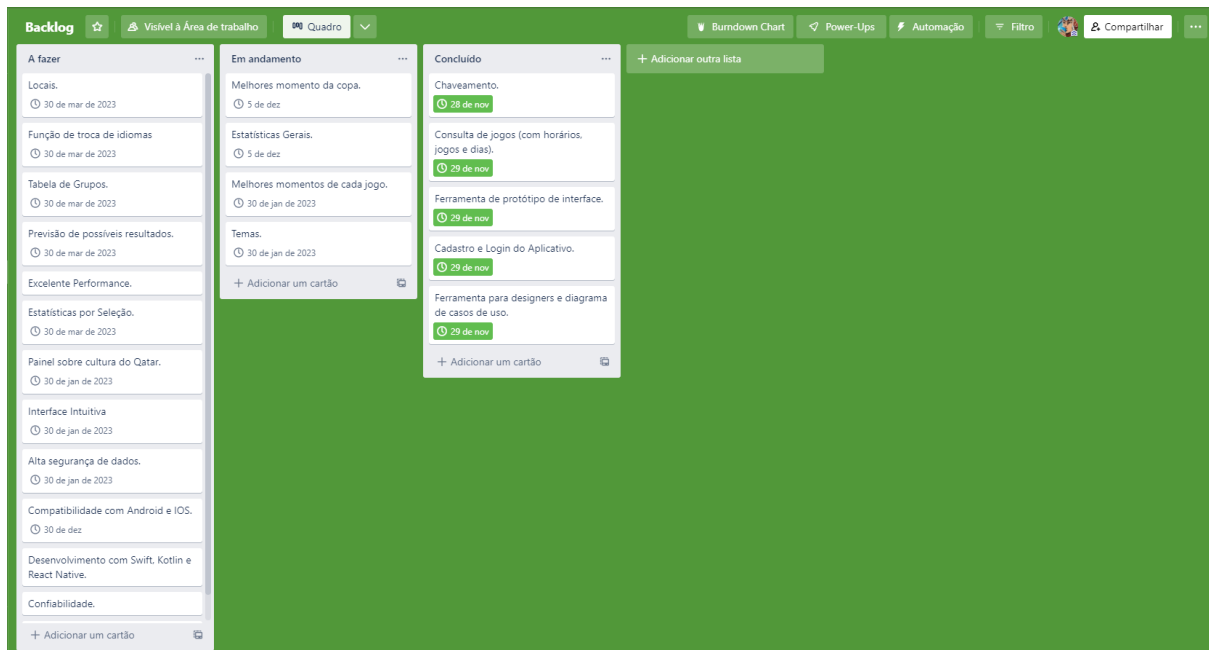 Backlog
Visível à Área de trabalho
Quadro
Burndown Chart
Power-Ups
Automação
Filtro
Compartilhar
A fazer
Locais.
30 de mar de 2023
Função de troca de idiomas
30 de mar de 2023
Tabela de Grupos.
30 de mar de 2023
Previsão de possíveis resultados.
30 de mar de 2023
Excelente Performance.
Estatísticas por Seleção.
30 de mar de 2023
Painel sobre cultura do Qatar.
30 de jan de 2023
Interface Intuitiva
30 de jan de 2023
Alta segurança de dados.
30 de jan de 2023
Compatibilidade com Android e IOS.
30 de dez
Desenvolvimento com Swift, Kotlin e
React Native.
Confiabilidade.
+ Adicionar um cartão
Em andamento
Melhores momento da copa.
5 de dez
Estatísticas Gerais.
5 de dez
Melhores momentos de cada jogo.
30 de jan de 2023
Temas.
30 de jan de 2023
+ Adicionar um cartão
Concluído
Chaveamento.
28 de nov
Consulta de jogos (com horários,
jogos e dias).
29 de nov
Ferramenta de protótipo de interface.
29 de nov
Cadastro e Login do Aplicativo.
29 de nov
Ferramenta para designers e diagrama
de casos de uso.
29 de nov
+ Adicionar um cartão
+ Adicionar outra lista